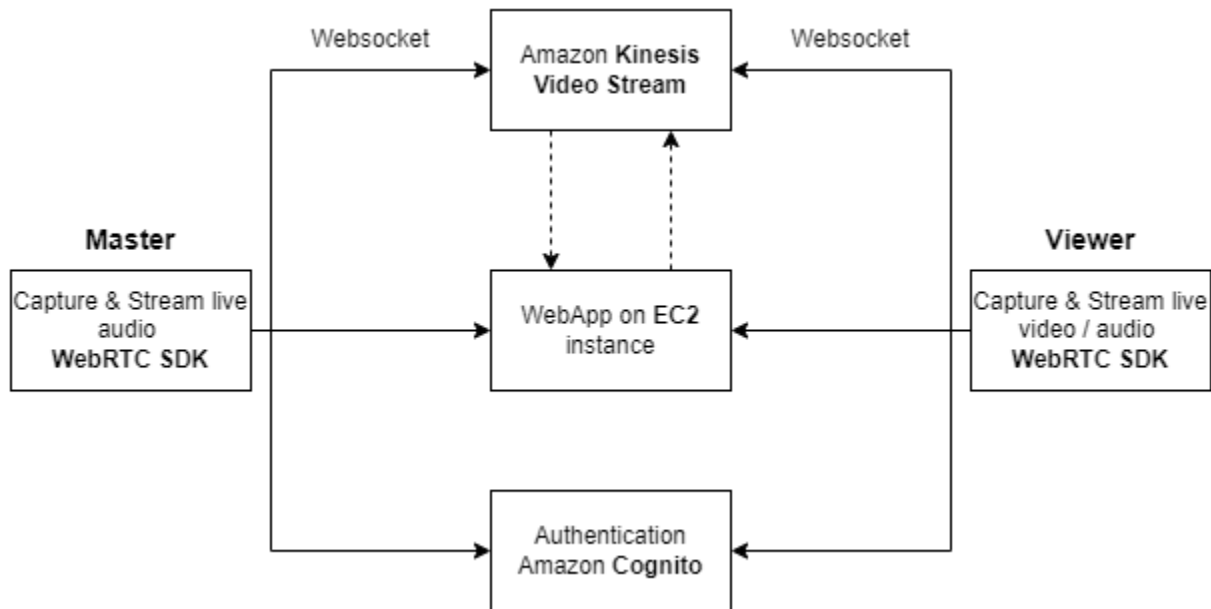 Websocket
Amazon Kinesis
Video Stream
Websocket
Master
Capture & Stream live
audio
WebRTC SDK
WebApp on EC2
instance
Viewer
Capture & Stream live
video / audio
WebRTC SDK
Authentication
Amazon Cognito